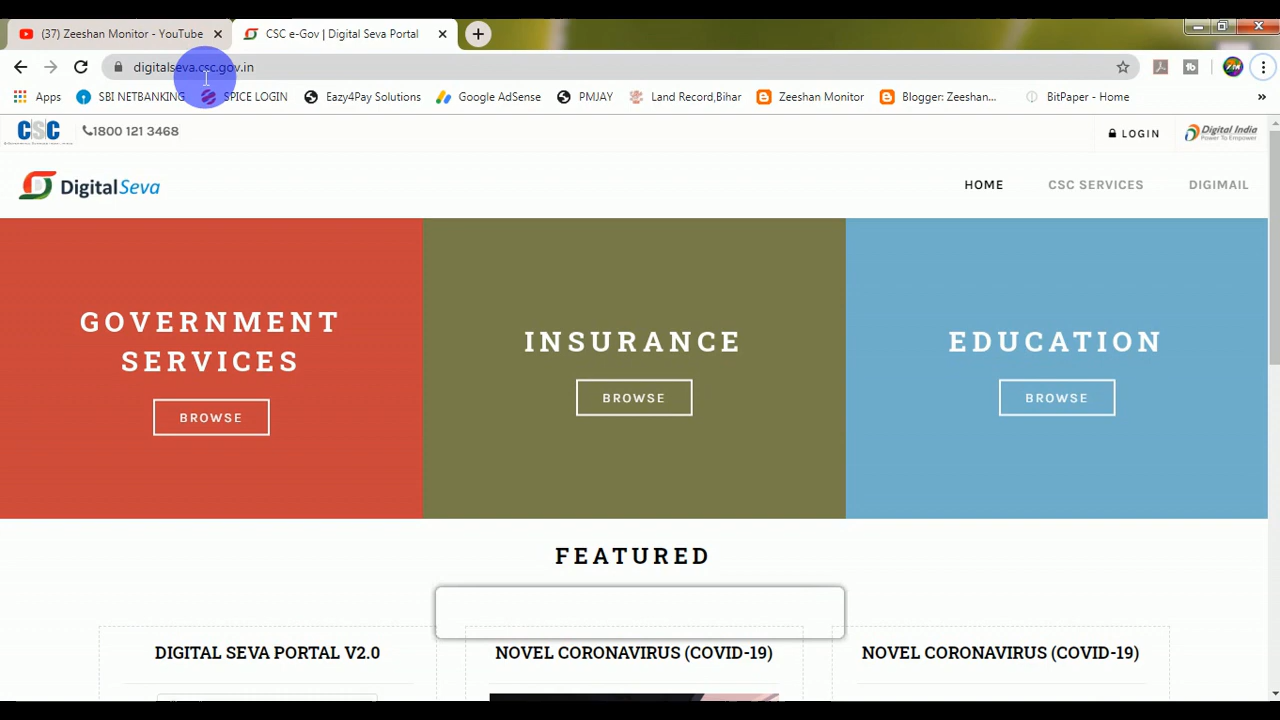 (37) Zeeshan Monitor - YouTube
CSC e-Gov | Digital Seva Portal
digitalseva.csc.gov.in
Apps
SBI NETBANKING
SPICE LOGIN
Eazy4Pay Solutions
Google AdSense
PMJAY
Land Record,Bihar
Zeeshan Monitor
Blogger: Zeeshan...
BitPaper - Home
CSC
1800 121 3468
LOGIN
Digital India
Power To Empower
DigitalSeva
HOME
CSC SERVICES
DIGIMAIL
GOVERNMENT
SERVICES
BROWSE
INSURANCE
BROWSE
EDUCATION
BROWSE
FEATURED
DIGITAL SEVA PORTAL V2.0
NOVEL CORONAVIRUS (COVID-19)
NOVEL CORONAVIRUS (COVID-19)